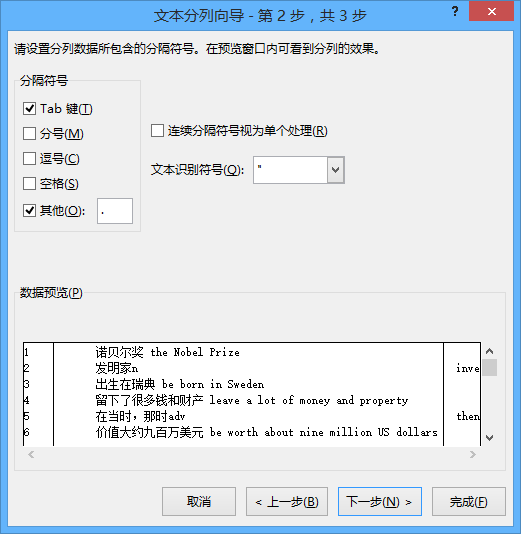 文本分列向导 - 第 2 步，共 3 步
? ×
请设置分列数据所包含的分隔符号。在预览窗口内可看到分列的效果。
分隔符号
Tab 键(T)
分号(M)
逗号(C)
空格(S)
其他(O): .
连续分隔符号视为单个处理(R)
文本识别符号(Q): "
数据预览(P)
1 诺贝尔奖 the Nobel Prize
2 发明家n inve
3 出生在瑞典 be born in Sweden
4 留下了很多钱和财产 leave a lot of money and property
5 在当时，那时adv then
6 价值大约九百万美元 be worth about nine million US dollars
取消 < 上一步(B) 下一步(N) > 完成(F)